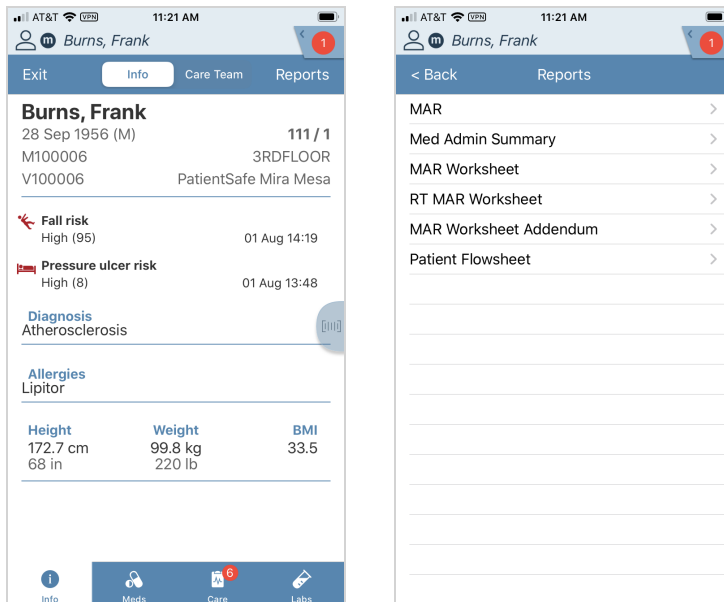 AT&T VPN 11:21 AM
m Burns, Frank 1
Exit Info Care Team Reports
Burns, Frank
28 Sep 1956 (M) 111 / 1
M100006 3RDFLOOR
V100006 PatientSafe Mira Mesa
Fall risk
High (95) 01 Aug 14:19
Pressure ulcer risk
High (8) 01 Aug 13:48
Diagnosis
Atherosclerosis
Allergies
Lipitor
Height Weight BMI
172.7 cm 99.8 kg 33.5
68 in 220 lb
6
Info Meds Care Labs
AT&T VPN 11:21 AM
m Burns, Frank 1
< Back Reports
MAR
Med Admin Summary
MAR Worksheet
RT MAR Worksheet
MAR Worksheet Addendum
Patient Flowsheet